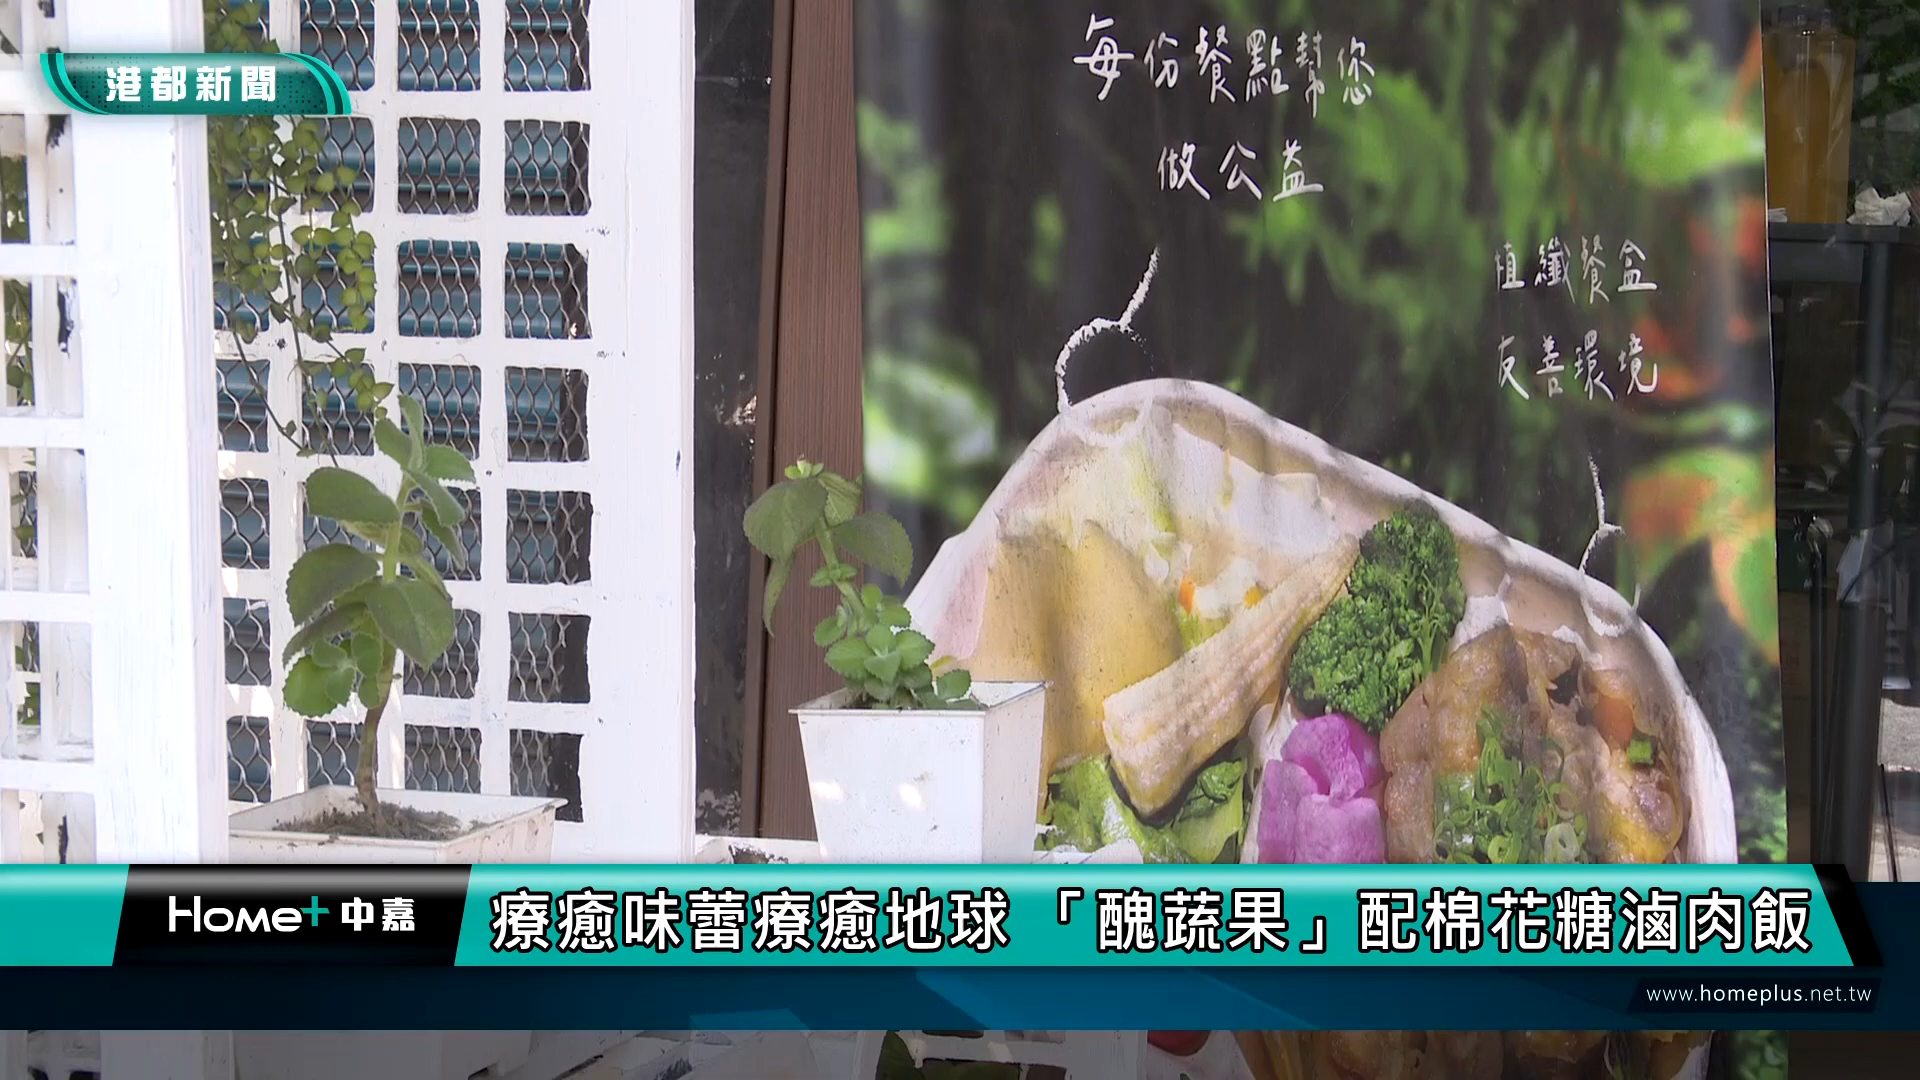 港都新聞
每份餐點幫您
做公益
植纖餐盒
友善環境
Home+中嘉
療癒味蕾療癒地球 「醜蔬果」配棉花糖滷肉飯
www.homeplus.net.tw